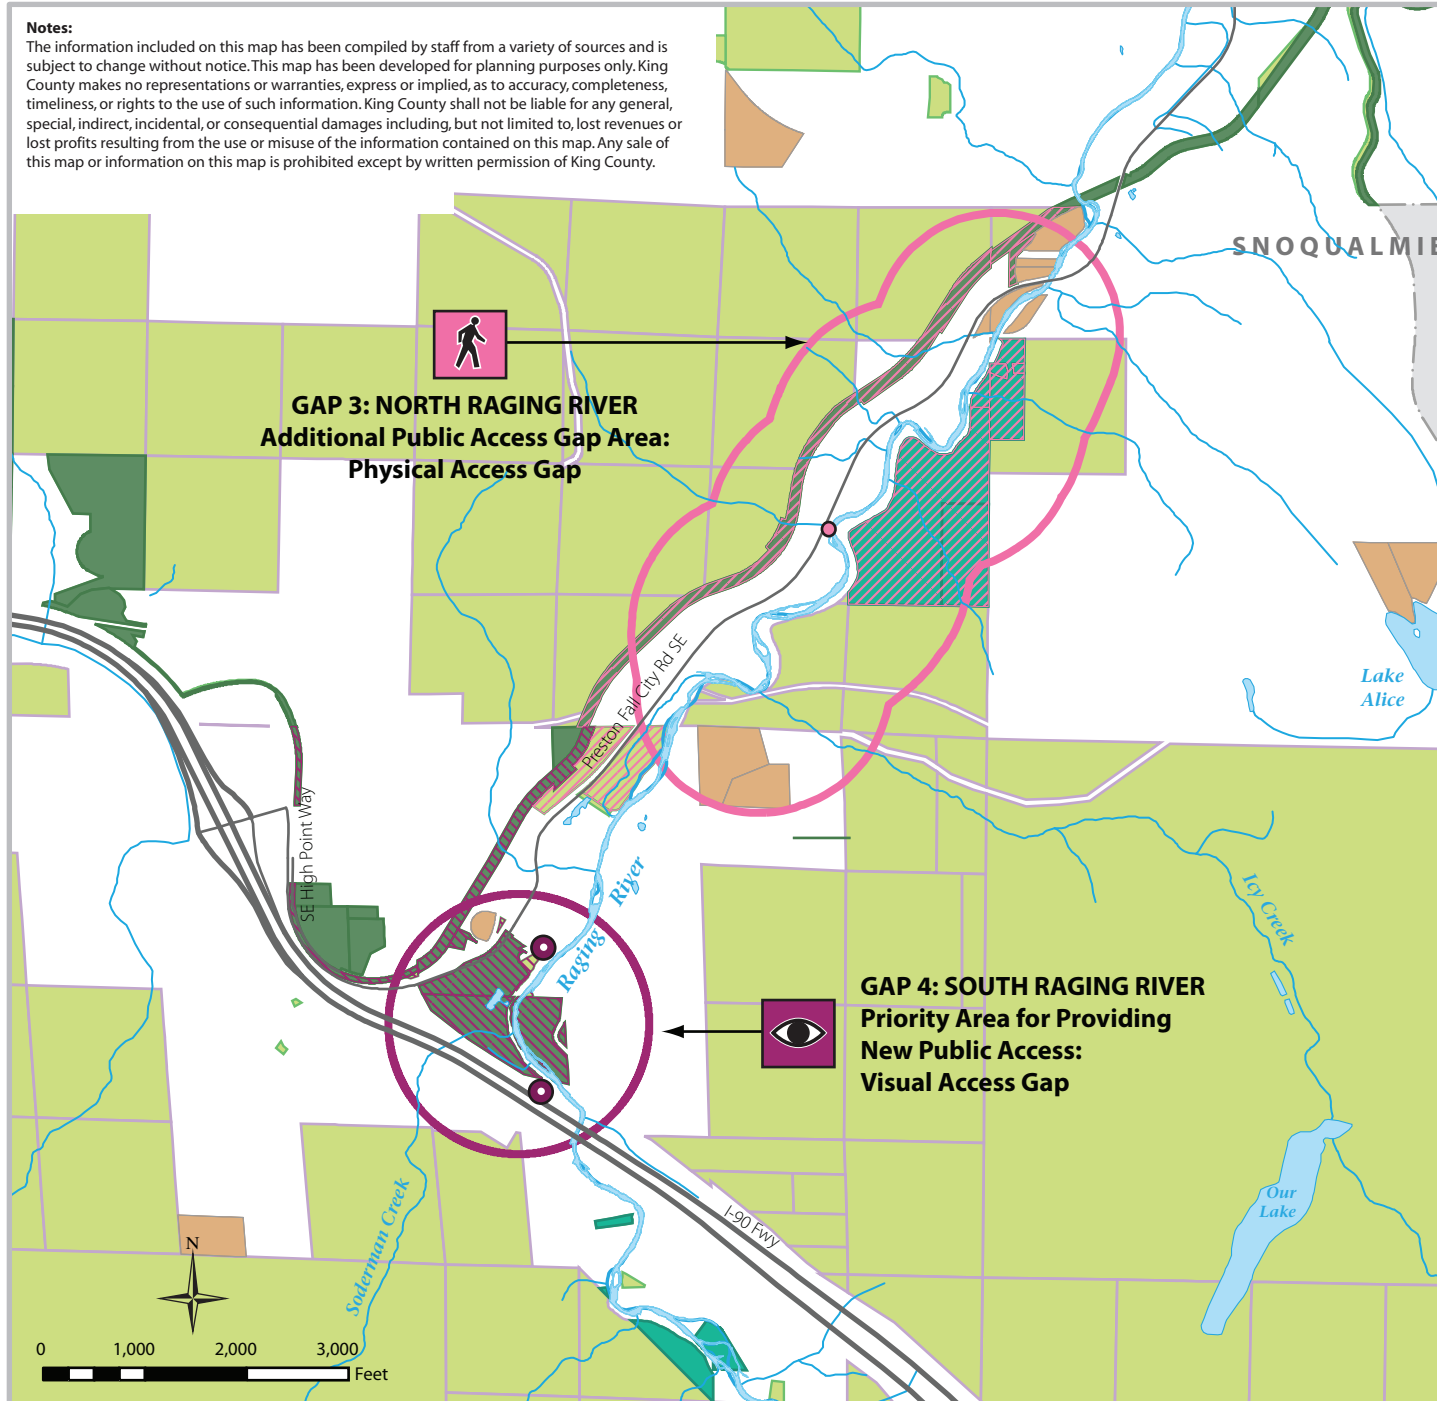 Notes:
The information included on this map has been compiled by staff from a variety of sources and is
subject to change without notice. This map has been developed for planning purposes only. King
County makes no representations or warranties, express or implied, as to accuracy, completeness,
timeliness, or rights to the use of such information. King County shall not be liable for any general,
special, indirect, incidental, or consequential damages including, but not limited to, lost revenues or
lost profits resulting from the use or misuse of the information contained on this map. Any sale of
this map or information on this map is prohibited except by written permission of King County.
SNOQUALMIE
GAP 3: NORTH RAGING RIVER
Additional Public Access Gap Area:
Physical Access Gap
Preston Fall City Rd SE
Lake
Alice
SE High Point Way
Raging River
Icy Creek
GAP 4: SOUTH RAGING RIVER
Priority Area for Providing
New Public Access:
Visual Access Gap
Our
Lake
I-90 Fwy
Soderman Creek
N
0 1,000 2,000 3,000
Feet